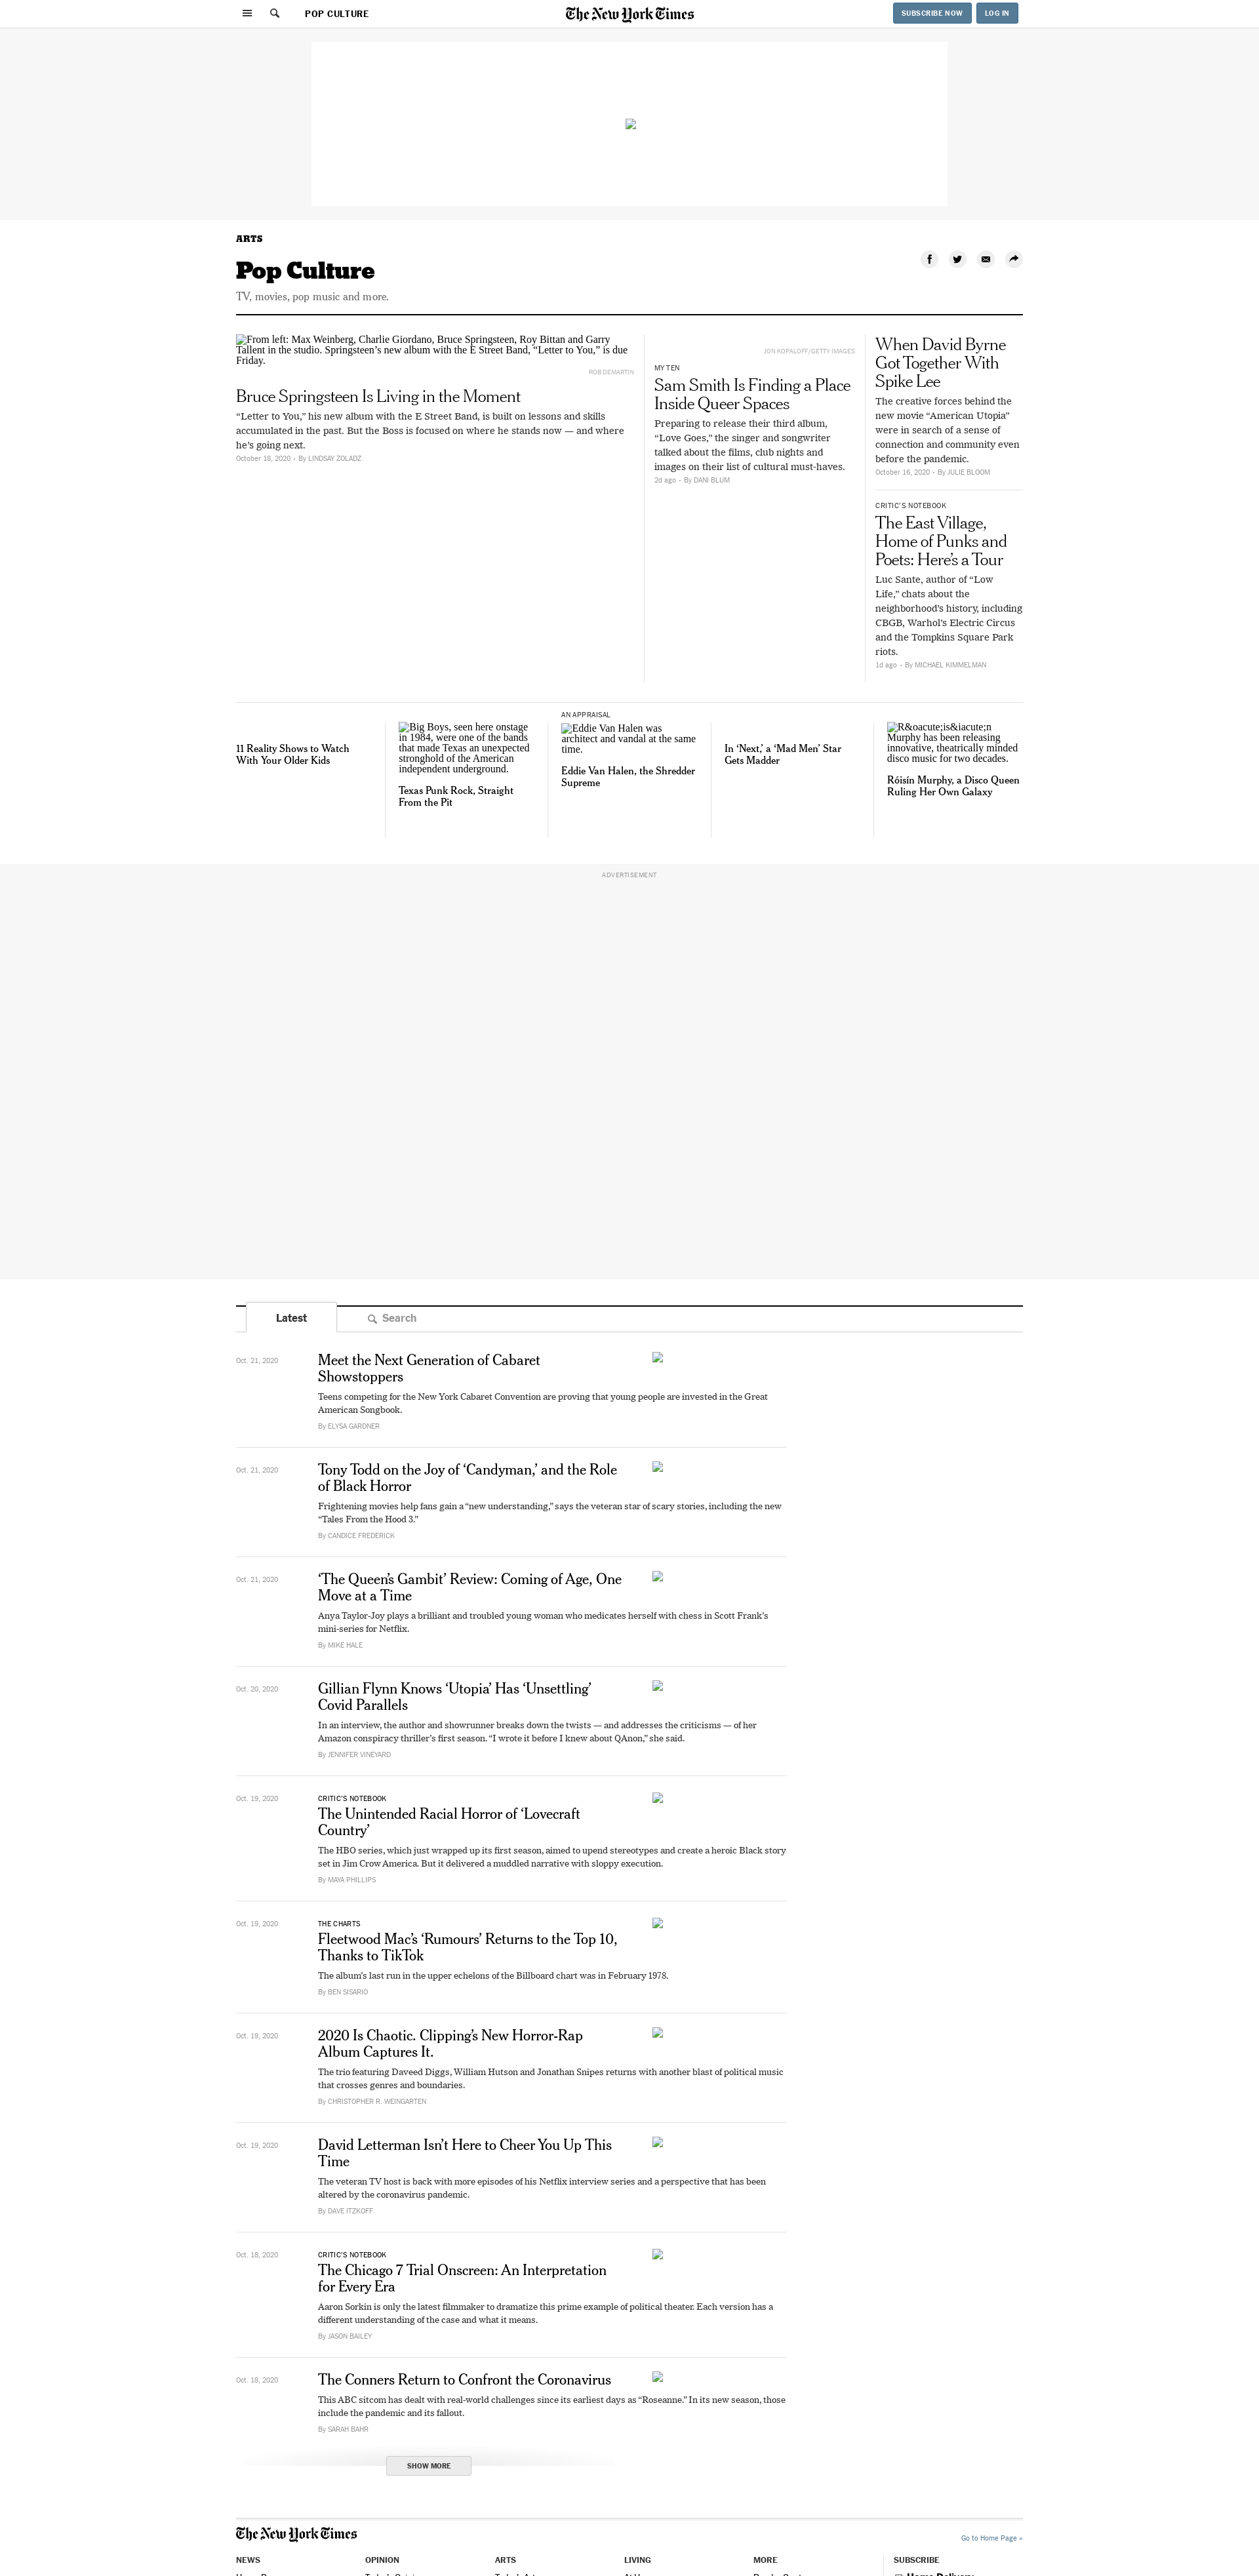 POP CULTURE
The New York Times
SUBSCRIBE NOW
LOG IN
ARTS
Pop Culture
TV, movies, pop music and more.
From left: Max Weinberg, Charlie Giordano, Bruce Springsteen, Roy Bittan and Garry
Tallent in the studio. Springsteen's new album with the E Street Band, “Letter to You,” is due
Friday.
ROB DEMARTIN
Bruce Springsteen Is Living in the Moment
“Letter to You,” his new album with the E Street Band, is built on lessons and skills
accumulated in the past. But the Boss is focused on where he stands now — and where
he’s going next.
October 18, 2020 • By LINDSAY ZOLADZ
JON KOPALOFF/GETTY IMAGES
MY TEN
Sam Smith Is Finding a Place
Inside Queer Spaces
Preparing to release their third album,
“Love Goes,” the singer and songwriter
talked about the films, club nights and
images on their list of cultural must-haves.
2d ago • By DANI BLUM
When David Byrne
Got Together With
Spike Lee
The creative forces behind the
new movie “American Utopia”
were in search of a sense of
connection and community even
before the pandemic.
October 16, 2020 • By JULIE BLOOM
CRITIC’S NOTEBOOK
The East Village,
Home of Punks and
Poets: Here’s a Tour
Luc Sante, author of “Low
Life,” chats about the
neighborhood’s history, including
CBGB, Warhol’s Electric Circus
and the Tompkins Square Park
riots.
1d ago • By MICHAEL KIMMELMAN
11 Reality Shows to Watch
With Your Older Kids
Big Boys, seen here onstage
in 1984, were one of the bands
that made Texas an unexpected
stronghold of the American
independent underground.
Texas Punk Rock, Straight
From the Pit
AN APPRAISAL
Eddie Van Halen was
architect and vandal at the same
time.
Eddie Van Halen, the Shredder
Supreme
In ‘Next,’ a ‘Mad Men’ Star
Gets Madder
R&oacute;is&iacute;n
Murphy has been releasing
innovative, theatrically minded
disco music for two decades.
Róisín Murphy, a Disco Queen
Ruling Her Own Galaxy
ADVERTISEMENT
Latest
Search
Oct. 21, 2020
Meet the Next Generation of Cabaret
Showstoppers
Teens competing for the New York Cabaret Convention are proving that young people are invested in the Great
American Songbook.
By ELYSA GARDNER
Oct. 21, 2020
Tony Todd on the Joy of ‘Candyman,’ and the Role
of Black Horror
Frightening movies help fans gain a “new understanding,” says the veteran star of scary stories, including the new
“Tales From the Hood 3.”
By CANDICE FREDERICK
Oct. 21, 2020
‘The Queen’s Gambit’ Review: Coming of Age, One
Move at a Time
Anya Taylor-Joy plays a brilliant and troubled young woman who medicates herself with chess in Scott Frank’s
mini-series for Netflix.
By MIKE HALE
Oct. 20, 2020
Gillian Flynn Knows ‘Utopia’ Has ‘Unsettling’
Covid Parallels
In an interview, the author and showrunner breaks down the twists — and addresses the criticisms — of her
Amazon conspiracy thriller’s first season. “I wrote it before I knew about QAnon,” she said.
By JENNIFER VINEYARD
Oct. 19, 2020
CRITIC’S NOTEBOOK
The Unintended Racial Horror of ‘Lovecraft
Country’
The HBO series, which just wrapped up its first season, aimed to upend stereotypes and create a heroic Black story
set in Jim Crow America. But it delivered a muddled narrative with sloppy execution.
By MAYA PHILLIPS
Oct. 19, 2020
THE CHARTS
Fleetwood Mac’s ‘Rumours’ Returns to the Top 10,
Thanks to TikTok
The album’s last run in the upper echelons of the Billboard chart was in February 1978.
By BEN SISARIO
Oct. 19, 2020
2020 Is Chaotic. Clipping’s New Horror-Rap
Album Captures It.
The trio featuring Daveed Diggs, William Hutson and Jonathan Snipes returns with another blast of political music
that crosses genres and boundaries.
By CHRISTOPHER R. WEINGARTEN
Oct. 19, 2020
David Letterman Isn’t Here to Cheer You Up This
Time
The veteran TV host is back with more episodes of his Netflix interview series and a perspective that has been
altered by the coronavirus pandemic.
By DAVE ITZKOFF
Oct. 18, 2020
CRITIC’S NOTEBOOK
The Chicago 7 Trial Onscreen: An Interpretation
for Every Era
Aaron Sorkin is only the latest filmmaker to dramatize this prime example of political theater. Each version has a
different understanding of the case and what it means.
By JASON BAILEY
Oct. 18, 2020
The Conners Return to Confront the Coronavirus
This ABC sitcom has dealt with real-world challenges since its earliest days as “Roseanne.” In its new season, those
include the pandemic and its fallout.
By SARAH BAHR
SHOW MORE
The New York Times
Go to Home Page »
NEWS
OPINION
ARTS
LIVING
MORE
SUBSCRIBE